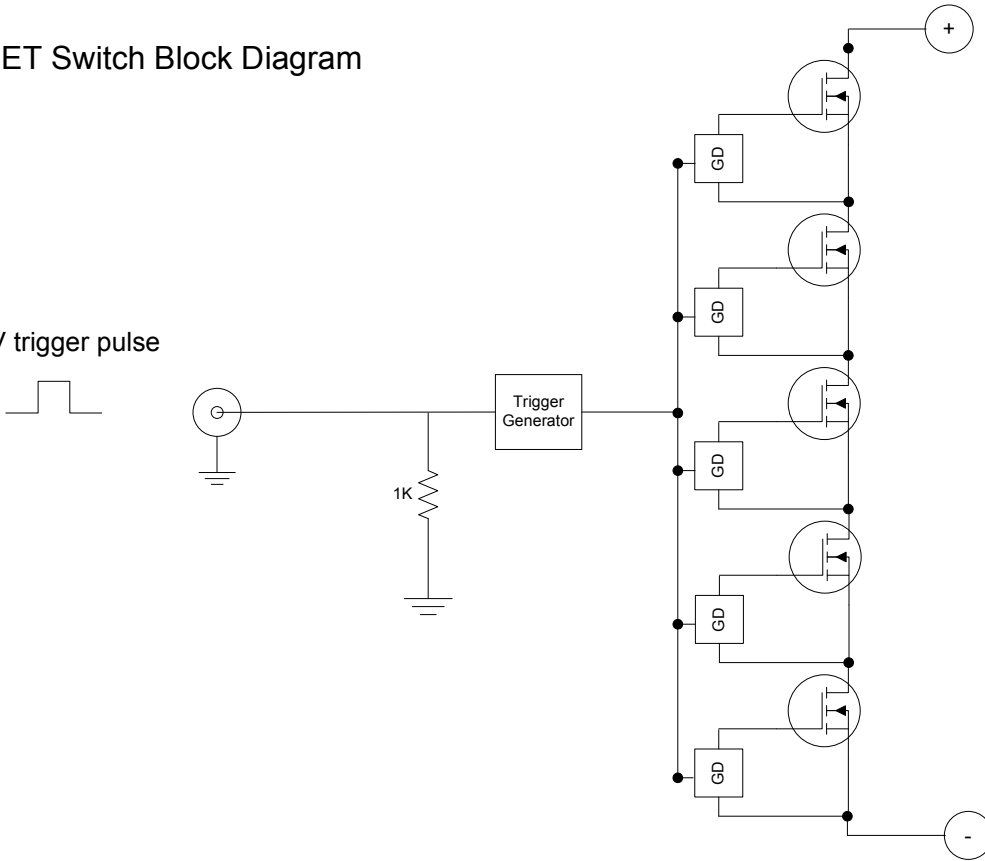 ET Switch Block Diagram
+
GD
GD
V trigger pulse
Trigger
Generator
1K
GD
GD
GD
-